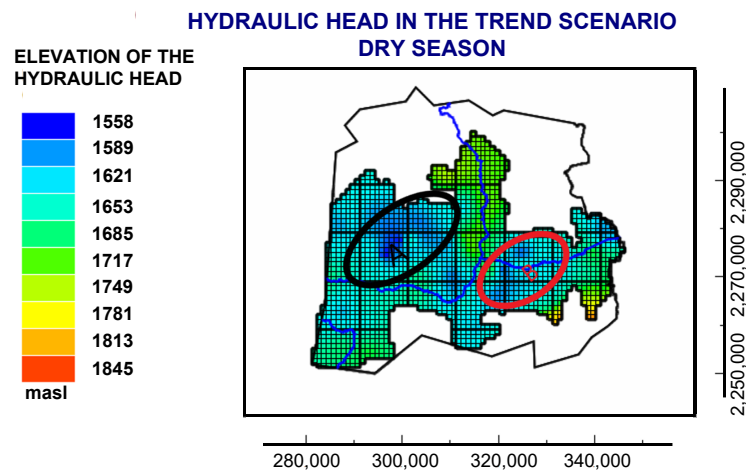 HYDRAULIC HEAD IN THE TREND SCENARIO
DRY SEASON
ELEVATION OF THE
HYDRAULIC HEAD
1558
1589
1621
1653
1685
1717
1749
1781
1813
1845
masl
A
B
2,290,000
2,270,000
2,250,000
280,000 300,000 320,000 340,000